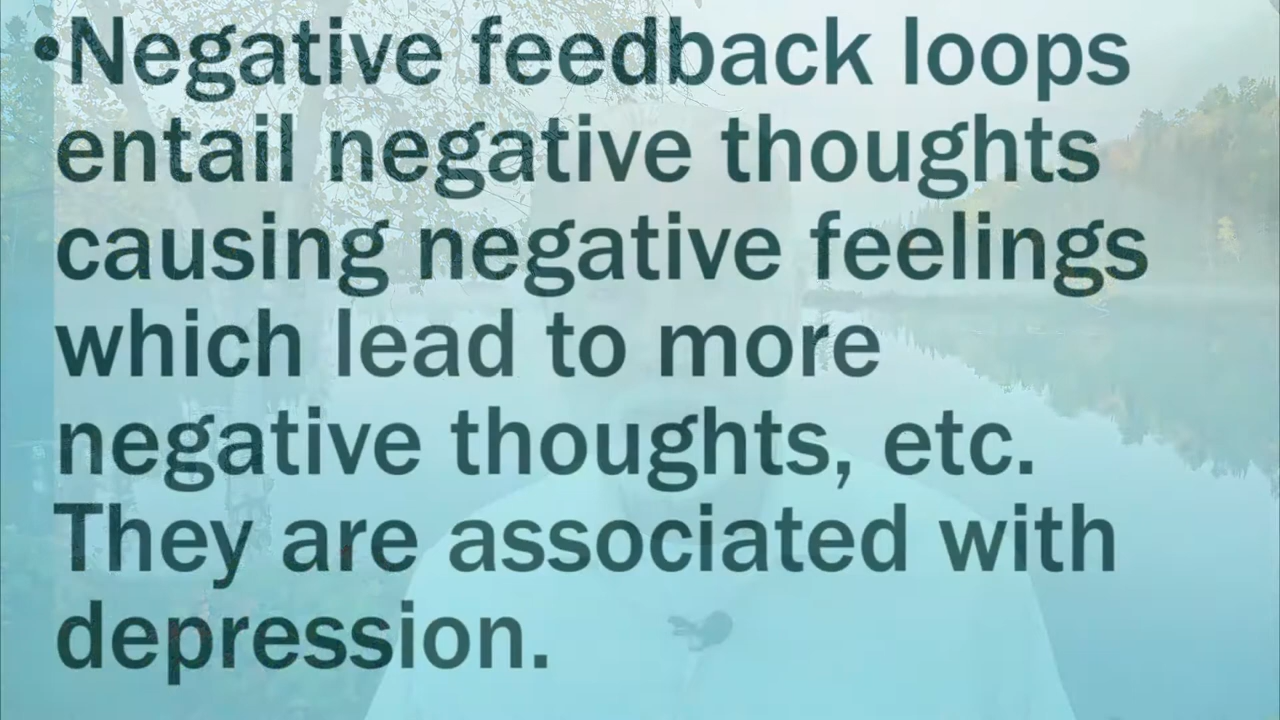 •Negative feedback loops
entail negative thoughts
causing negative feelings
which lead to more
negative thoughts, etc.
They are associated with
depression.